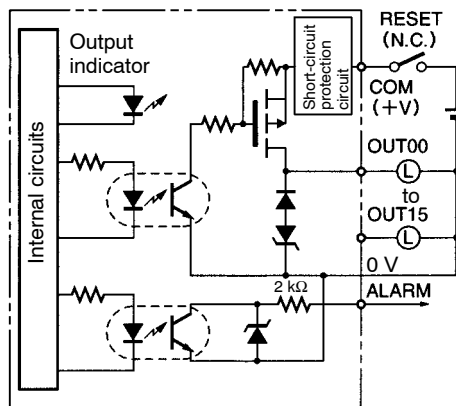 RESET
(N.C.)
Output
indicator
Short-circuit
protection
circuit
COM
(+V)
Internal circuits
OUT00
L
to
OUT15
L
0 V
2 kΩ
ALARM